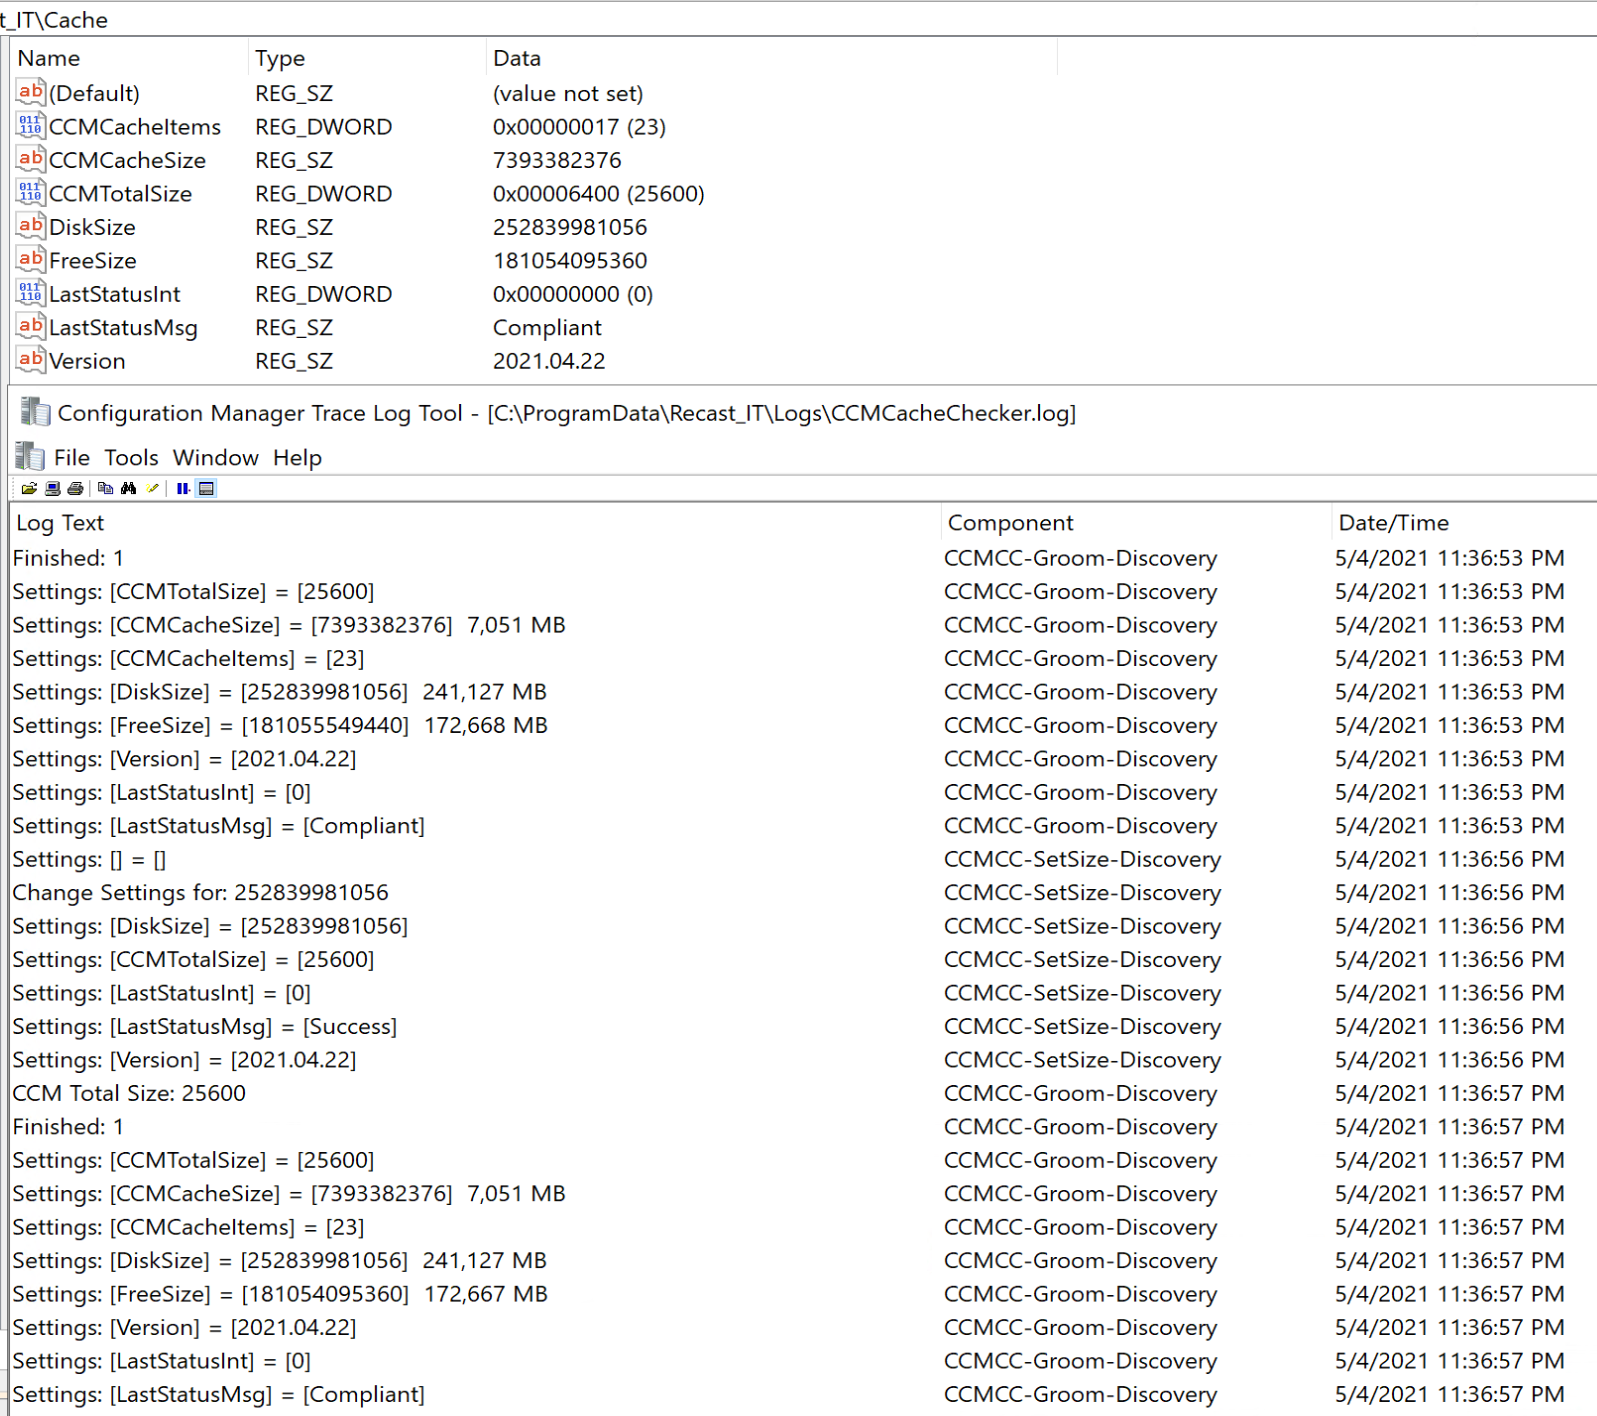 t_IT\Cache
Name Type Data
(Default) REG_SZ (value not set)
CCMCacheItems REG_DWORD 0x00000017 (23)
CCMCacheSize REG_SZ 7393382376
CCMTotalSize REG_DWORD 0x00006400 (25600)
DiskSize REG_SZ 252839981056
FreeSize REG_SZ 181054095360
LastStatusInt REG_DWORD 0x00000000 (0)
LastStatusMsg REG_SZ Compliant
Version REG_SZ 2021.04.22
Configuration Manager Trace Log Tool - [C:\ProgramData\Recast_IT\Logs\CCMCacheChecker.log]
File Tools Window Help
Log Text Component Date/Time
Finished: 1 CCMCC-Groom-Discovery 5/4/2021 11:36:53 PM
Settings: [CCMTotalSize] = [25600] CCMCC-Groom-Discovery 5/4/2021 11:36:53 PM
Settings: [CCMCacheSize] = [7393382376] 7,051 MB CCMCC-Groom-Discovery 5/4/2021 11:36:53 PM
Settings: [CCMCacheItems] = [23] CCMCC-Groom-Discovery 5/4/2021 11:36:53 PM
Settings: [DiskSize] = [252839981056] 241,127 MB CCMCC-Groom-Discovery 5/4/2021 11:36:53 PM
Settings: [FreeSize] = [181055549440] 172,668 MB CCMCC-Groom-Discovery 5/4/2021 11:36:53 PM
Settings: [Version] = [2021.04.22] CCMCC-Groom-Discovery 5/4/2021 11:36:53 PM
Settings: [LastStatusInt] = [0] CCMCC-Groom-Discovery 5/4/2021 11:36:53 PM
Settings: [LastStatusMsg] = [Compliant] CCMCC-Groom-Discovery 5/4/2021 11:36:53 PM
Settings: [] = [] CCMCC-SetSize-Discovery 5/4/2021 11:36:56 PM
Change Settings for: 252839981056 CCMCC-SetSize-Discovery 5/4/2021 11:36:56 PM
Settings: [DiskSize] = [252839981056] CCMCC-SetSize-Discovery 5/4/2021 11:36:56 PM
Settings: [CCMTotalSize] = [25600] CCMCC-SetSize-Discovery 5/4/2021 11:36:56 PM
Settings: [LastStatusInt] = [0] CCMCC-SetSize-Discovery 5/4/2021 11:36:56 PM
Settings: [LastStatusMsg] = [Success] CCMCC-SetSize-Discovery 5/4/2021 11:36:56 PM
Settings: [Version] = [2021.04.22] CCMCC-SetSize-Discovery 5/4/2021 11:36:56 PM
CCM Total Size: 25600 CCMCC-Groom-Discovery 5/4/2021 11:36:57 PM
Finished: 1 CCMCC-Groom-Discovery 5/4/2021 11:36:57 PM
Settings: [CCMTotalSize] = [25600] CCMCC-Groom-Discovery 5/4/2021 11:36:57 PM
Settings: [CCMCacheSize] = [7393382376] 7,051 MB CCMCC-Groom-Discovery 5/4/2021 11:36:57 PM
Settings: [CCMCacheItems] = [23] CCMCC-Groom-Discovery 5/4/2021 11:36:57 PM
Settings: [DiskSize] = [252839981056] 241,127 MB CCMCC-Groom-Discovery 5/4/2021 11:36:57 PM
Settings: [FreeSize] = [181054095360] 172,667 MB CCMCC-Groom-Discovery 5/4/2021 11:36:57 PM
Settings: [Version] = [2021.04.22] CCMCC-Groom-Discovery 5/4/2021 11:36:57 PM
Settings: [LastStatusInt] = [0] CCMCC-Groom-Discovery 5/4/2021 11:36:57 PM
Settings: [LastStatusMsg] = [Compliant] CCMCC-Groom-Discovery 5/4/2021 11:36:57 PM